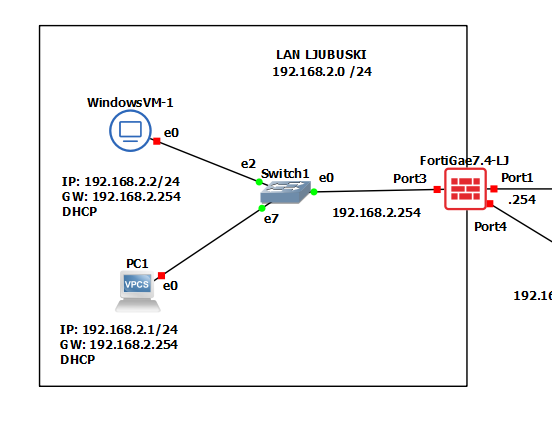 LAN LJUBUSKI
192.168.2.0 /24
WindowsVM-1
e0
IP: 192.168.2.2/24
GW: 192.168.2.254
DHCP
e2
Switch1
e0
e7
192.168.2.254
FortiGae7.4-LJ
Port3
Port1
.254
Port4
192.16
PC1
VPCS
e0
IP: 192.168.2.1/24
GW: 192.168.2.254
DHCP